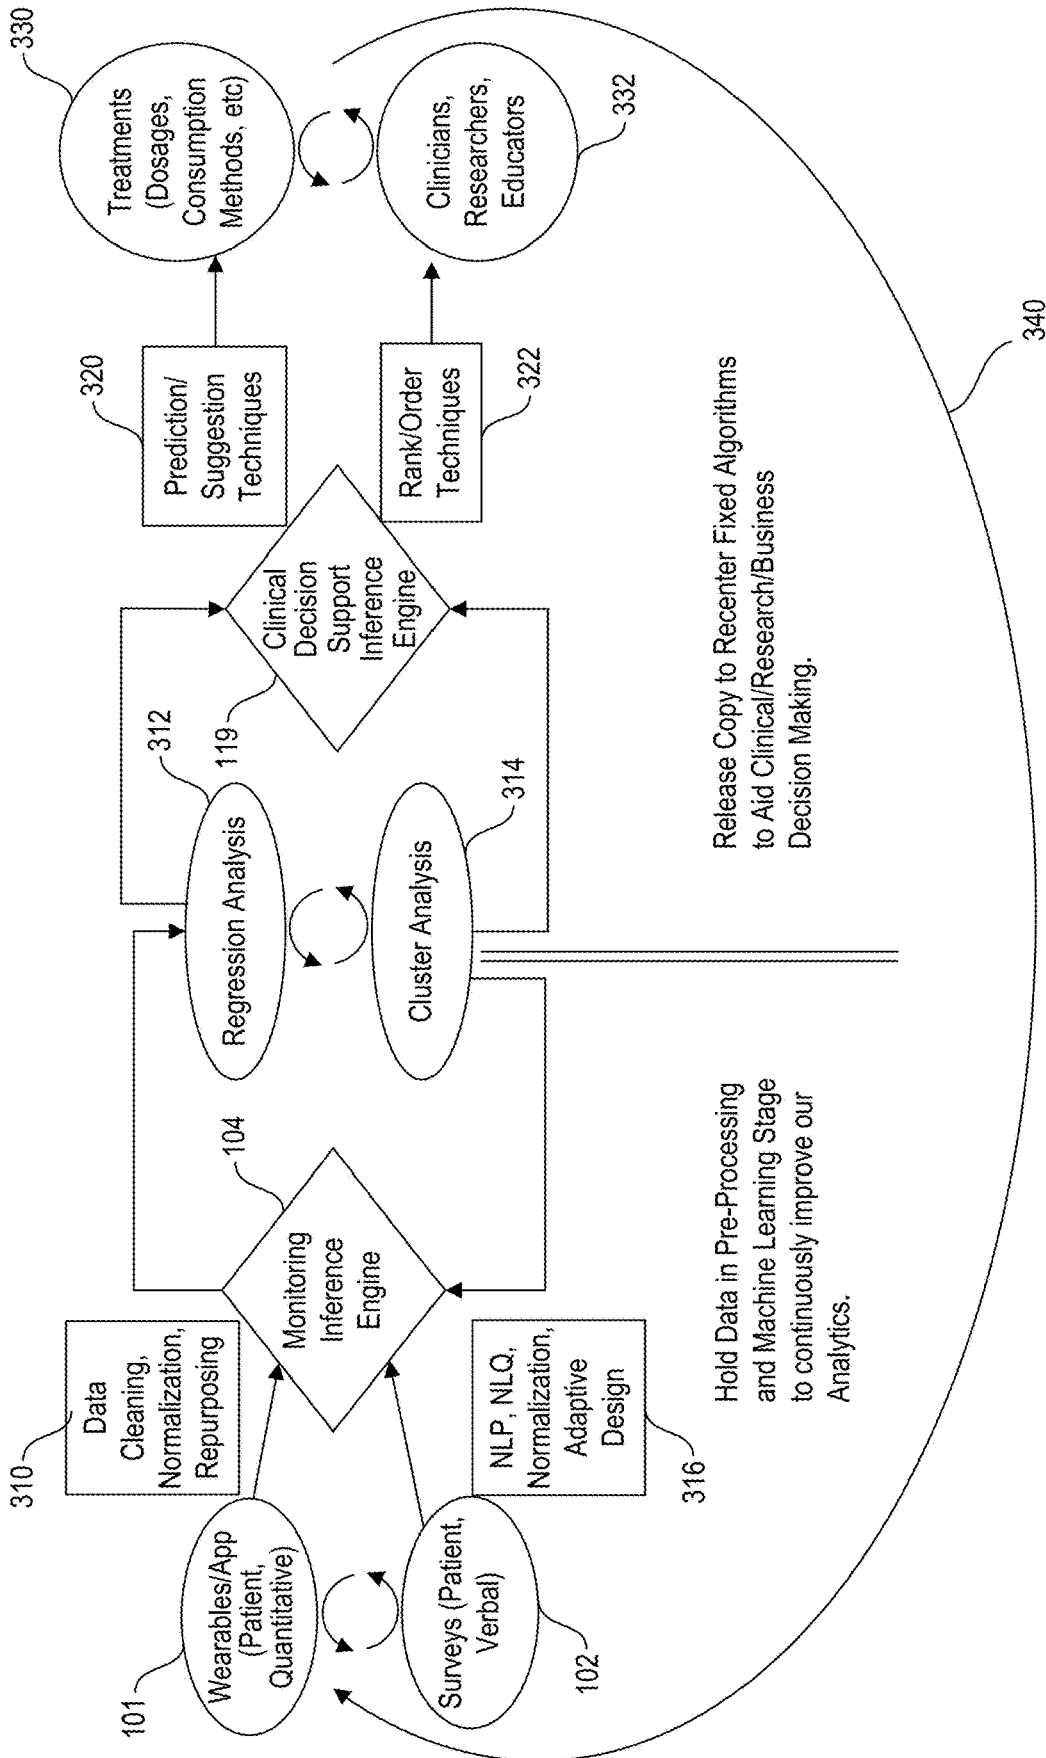 330
Treatments
(Dosages,
Consumption
Methods, etc)
Clinicians,
Researchers,
Educators
332
320
Prediction/
Suggestion
Techniques
Rank/Order
Techniques
322
340
Clinical
Decision
Support
Inference
Engine
119
312
Regression Analysis
Cluster Analysis
314
Release Copy to Recenter Fixed Algorithms
to Aid Clinical/Research/Business
Decision Making.
104
Monitoring
Inference
Engine
310
Data
Cleaning,
Normalization,
Repurposing
NLP, NLQ,
Normalization,
Adaptive
Design
316
Hold Data in Pre-Processing
and Machine Learning Stage
to continuously improve our
Analytics.
101
Wearables/App
(Patient,
Quantitative)
Surveys (Patient,
Verbal)
102